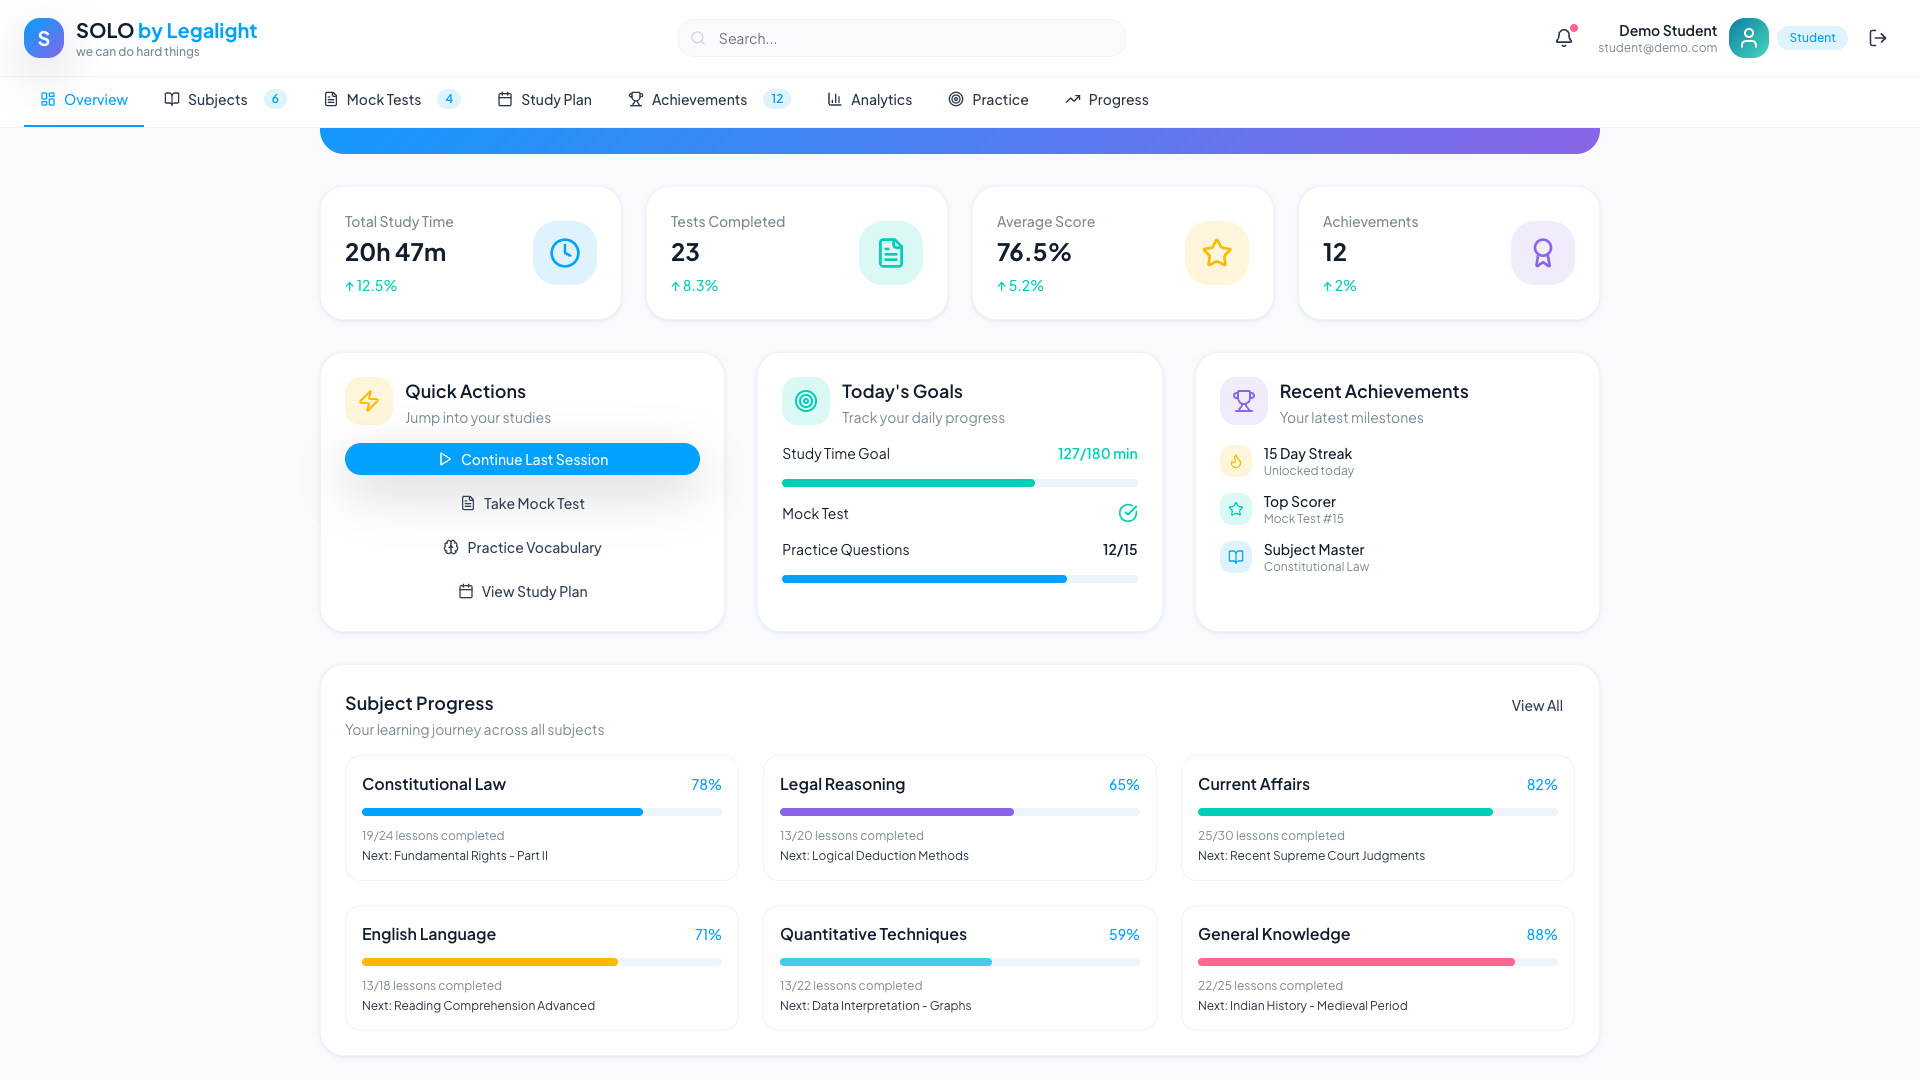 S
SOLO by Legalight
we can do hard things
Search...
Demo Student
student@demo.com
Student
Overview
Subjects 6
Mock Tests 4
Study Plan
Achievements 12
Analytics
Practice
Progress
Total Study Time
20h 47m
↑ 12.5%
Tests Completed
23
↑ 8.3%
Average Score
76.5%
↑ 5.2%
Achievements
12
↑ 2%
Quick Actions
Jump into your studies
Continue Last Session
Take Mock Test
Practice Vocabulary
View Study Plan
Today's Goals
Track your daily progress
Study Time Goal 127/180 min
Mock Test
Practice Questions 12/15
Recent Achievements
Your latest milestones
15 Day Streak
Unlocked today
Top Scorer
Mock Test #15
Subject Master
Constitutional Law
Subject Progress
Your learning journey across all subjects
View All
Constitutional Law 78%
19/24 lessons completed
Next: Fundamental Rights - Part II
Legal Reasoning 65%
13/20 lessons completed
Next: Logical Deduction Methods
Current Affairs 82%
25/30 lessons completed
Next: Recent Supreme Court Judgments
English Language 71%
13/18 lessons completed
Next: Reading Comprehension Advanced
Quantitative Techniques 59%
13/22 lessons completed
Next: Data Interpretation - Graphs
General Knowledge 88%
22/25 lessons completed
Next: Indian History - Medieval Period